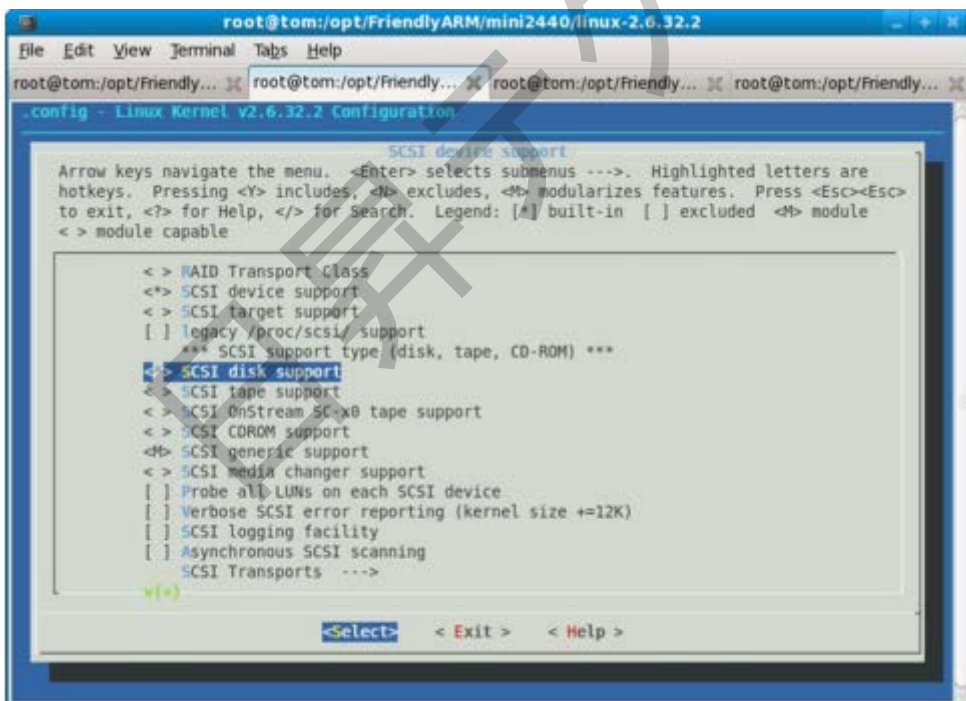 root@tom:/opt/FriendlyARM/mini2440/linux-2.6.32.2
File Edit View Terminal Tabs Help
root@tom:/opt/Friendly... root@tom:/opt/Friendly... root@tom:/opt/Friendly... root@tom:/opt/Friendly...
.config - Linux Kernel v2.6.32.2 Configuration
SCSI device support
Arrow keys navigate the menu. <Enter> selects submenus --->. Highlighted letters are
hotkeys. Pressing <Y> includes, <N> excludes, <M> modularizes features. Press <Esc><Esc>
to exit, <?> for Help, </> for Search. Legend: [*] built-in [ ] excluded <M> module
< > module capable
< > RAID Transport Class
<*> SCSI device support
< > SCSI target support
[ ] legacy /proc/scsi/ support
*** SCSI support type (disk, tape, CD-ROM) ***
SCSI disk support
< > SCSI tape support
< > SCSI OnStream SC-x0 tape support
< > SCSI CDROM support
<M> SCSI generic support
< > SCSI media changer support
[ ] Probe all LUNs on each SCSI device
[ ] Verbose SCSI error reporting (kernel size +=12K)
[ ] SCSI logging facility
[ ] Asynchronous SCSI scanning
SCSI Transports --->
v(+)
<Select> < Exit > < Help >